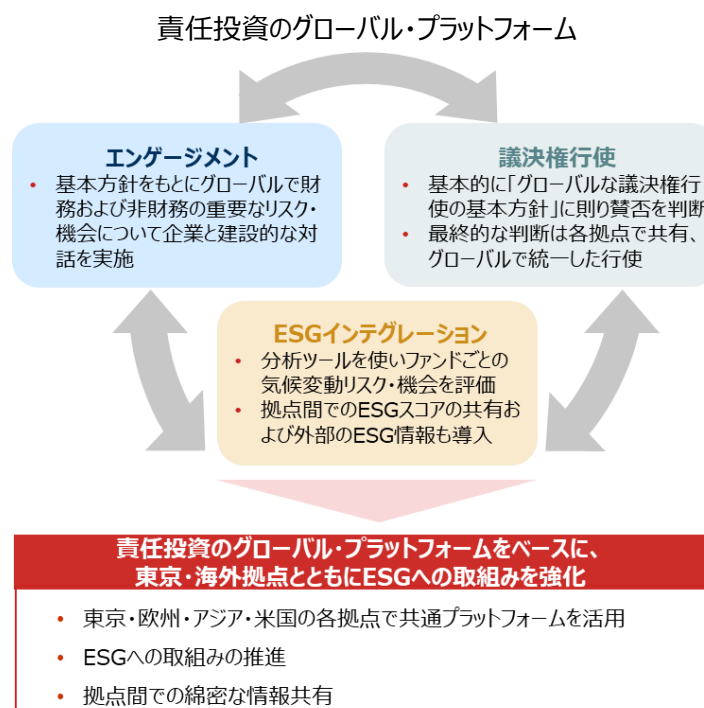 責任投資のグローバル・プラットフォーム
エンゲージメント
• 基本方針をもとにグローバルで財
務および非財務の重要なリスク・
機会について企業と建設的な対
話を実施
議決権行使
• 基本的に「グローバルな議決権行
使の基本方針」に則り賛否を判断
• 最終的な判断は各拠点で共有、
グローバルで統一した行使
ESGインテグレーション
• 分析ツールを使いファンドごとの
気候変動リスク・機会を評価
• 拠点間でのESGスコアの共有お
よび外部のESG情報も導入
責任投資のグローバル・プラットフォームをベースに、
東京・海外拠点とともにESGへの取組みを強化
• 東京・欧州・アジア・米国の各拠点で共通プラットフォームを活用
• ESGへの取組みの推進
• 拠点間での綿密な情報共有